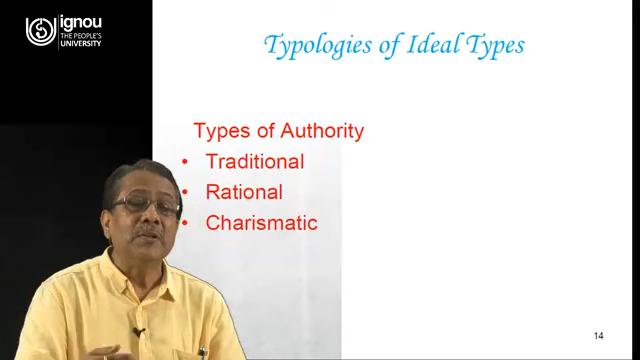 ignou
THE PEOPLE'S
UNIVERSITY
Typologies of Ideal Types
Types of Authority
• Traditional
• Rational
• Charismatic
14